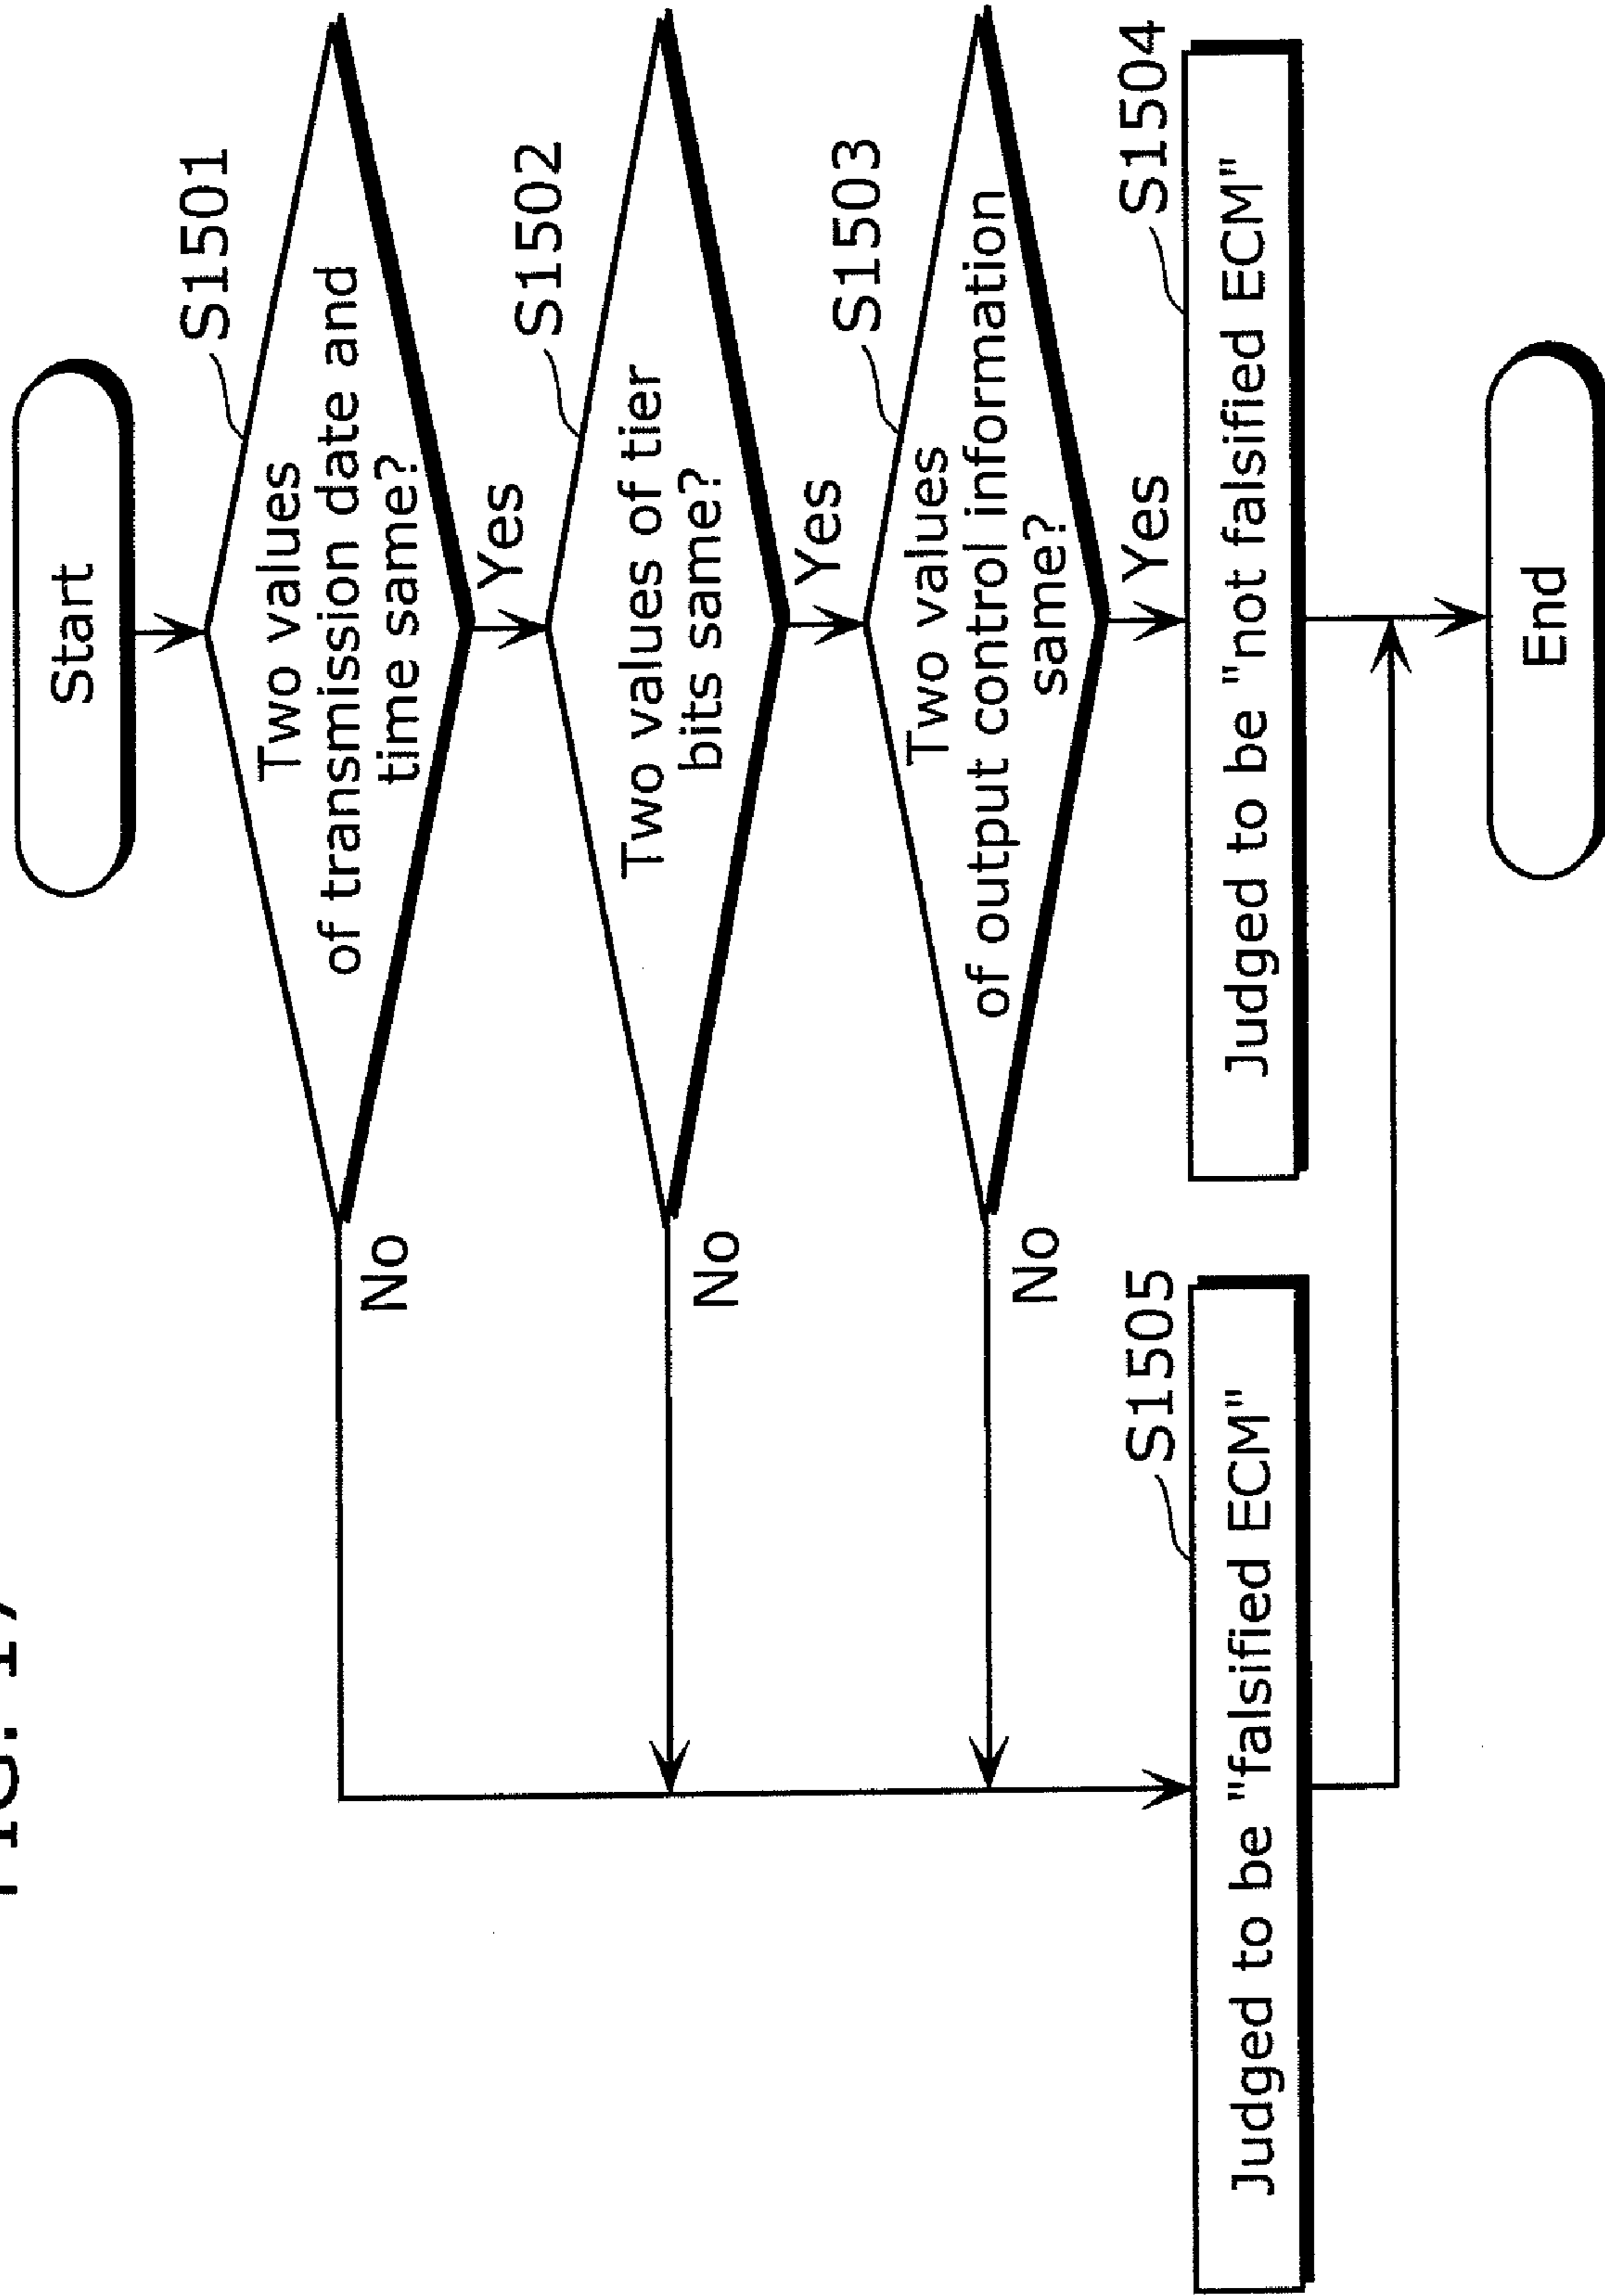 FIG. 17
Start
S1501
Two values
of transmission date and
time same?
No
Yes
S1502
Two values of tier
bits same?
No
Yes
S1503
Two values
of output control information
same?
No
Yes
S1505
Judged to be "falsified ECM"
S1504
Judged to be "not falsified ECM"
End